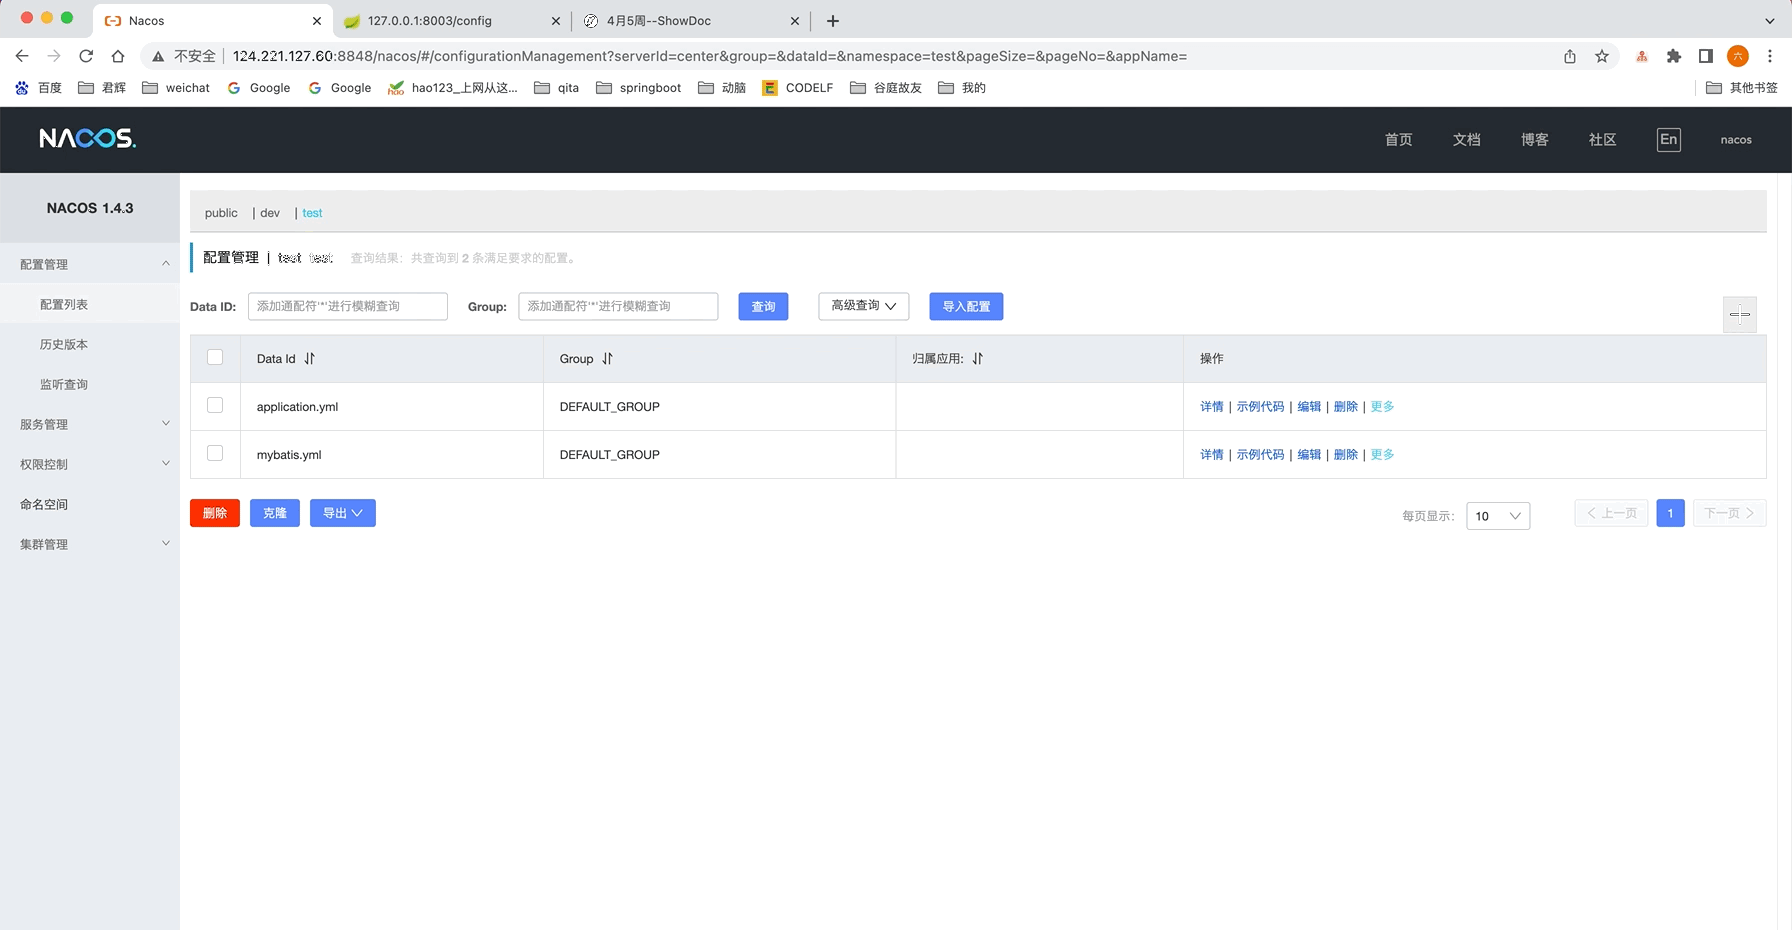 Nacos
127.0.0.1:8003/config
4月5周--ShowDoc
不安全
124.221.127.60:8848/nacos/#/configurationManagement?serverId=center&group=&dataId=&namespace=test&pageSize=&pageNo=&appName=
六
百度
君辉
weichat
Google
Google
hao123_上网从这...
qita
springboot
动脑
CODELF
谷庭故友
我的
其他书签
NACOS.
首页
文档
博客
社区
En
nacos
NACOS 1.4.3
配置管理
配置列表
历史版本
监听查询
服务管理
权限控制
命名空间
集群管理
public | dev | test
配置管理 | test test 查询结果：共查询到 2 条满足要求的配置。
Data ID: 添加通配符'*'进行模糊查询 Group: 添加通配符'*'进行模糊查询 查询 高级查询 导入配置
Data Id Group 归属应用: 操作
application.yml DEFAULT_GROUP 详情 | 示例代码 | 编辑 | 删除 | 更多
mybatis.yml DEFAULT_GROUP 详情 | 示例代码 | 编辑 | 删除 | 更多
删除 克隆 导出 每页显示: 10 上一页 1 下一页